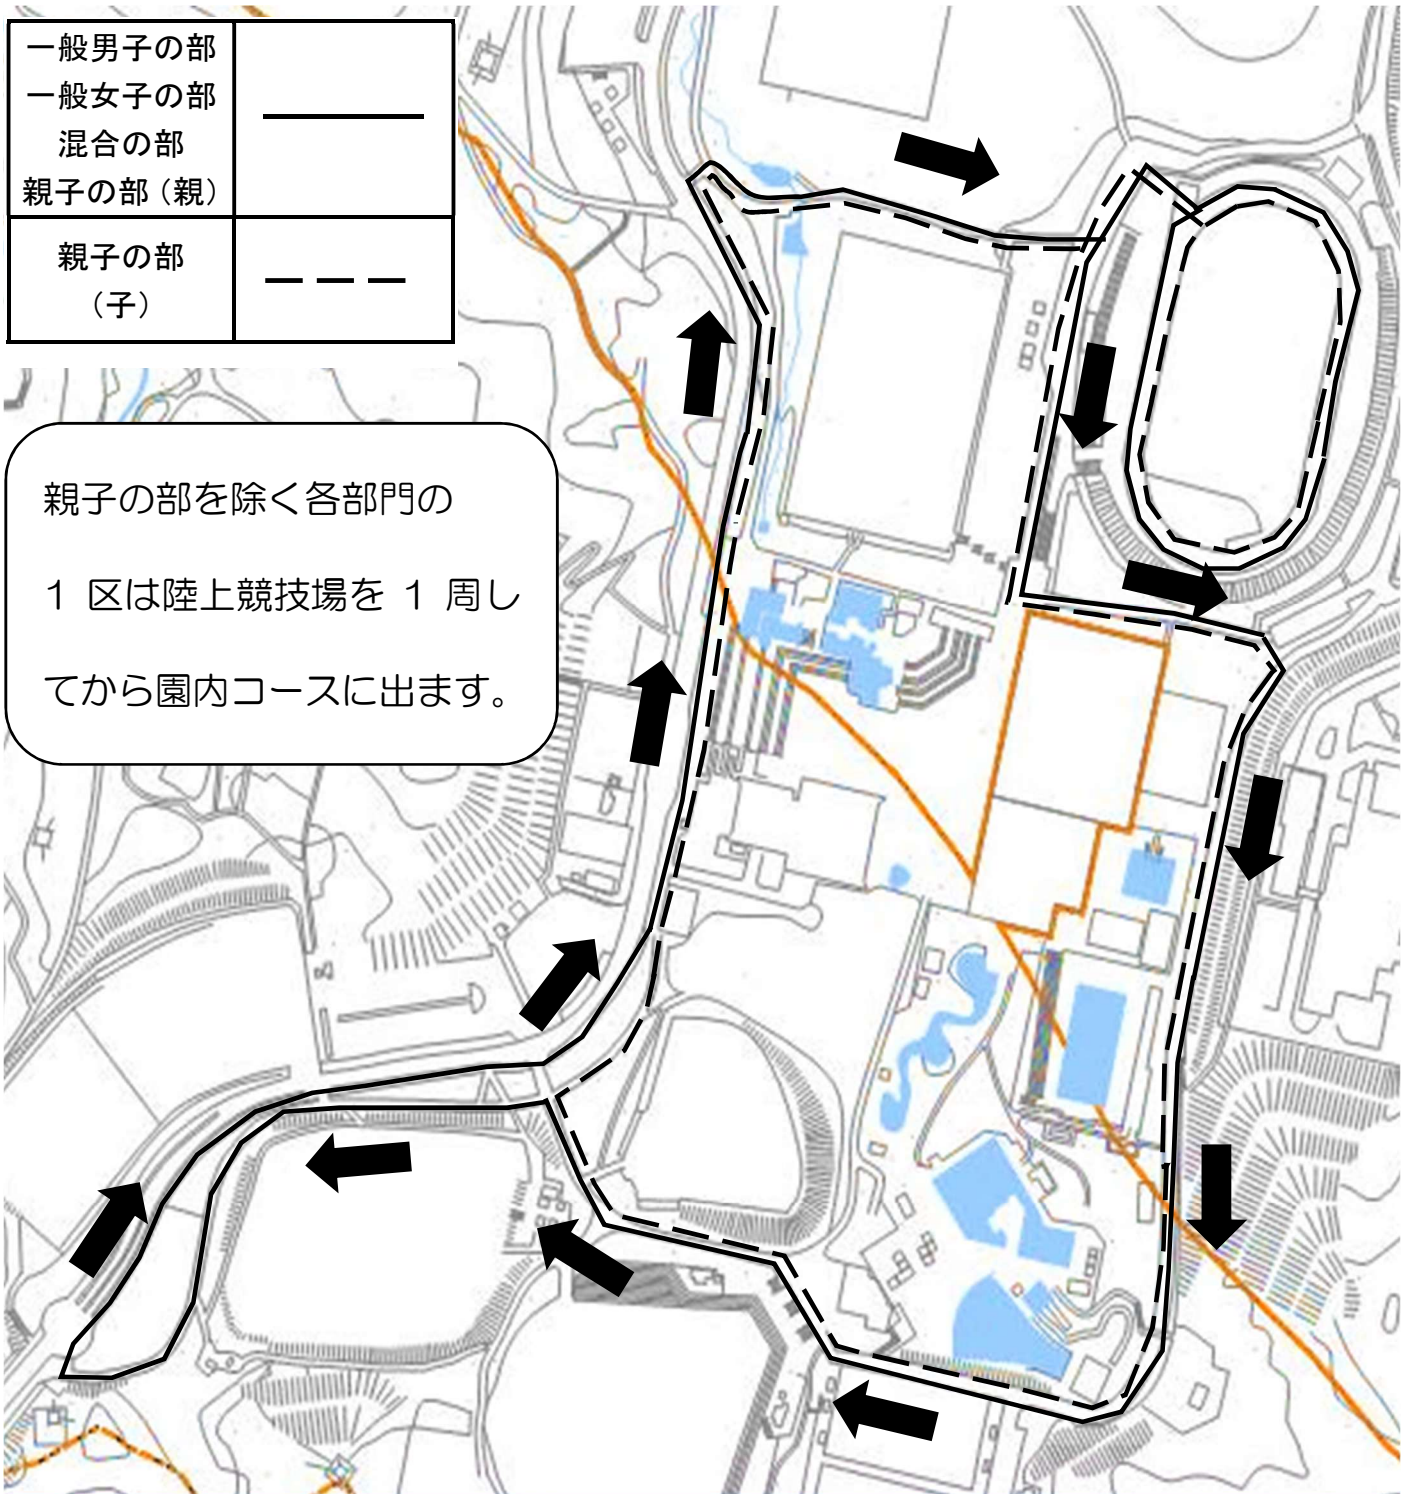 一般男子の部
一般女子の部
混合の部
親子の部（親）
親子の部
（子）
親子の部を除く各部門の
1 区は陸上競技場を 1 周し
てから園内コースに出ます。